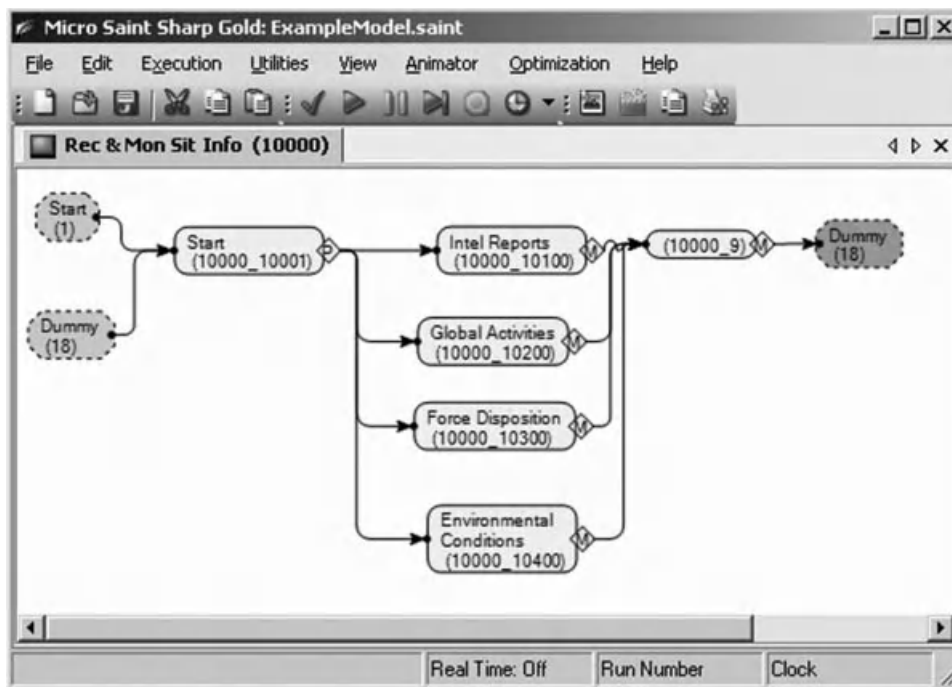 Micro Saint Sharp Gold: ExampleModel.saint
File Edit Execution Utilities View Animator Optimization Help
Rec & Mon Sit Info (10000)
Start
(1)
Dummy
(18)
Start
(10000_10001)
Intel Reports
(10000_10100)
Global Activities
(10000_10200)
Force Disposition
(10000_10300)
Environmental
Conditions
(10000_10400)
M
M
M
M
(10000_9)
M
Dummy
(18)
Real Time: Off Run Number Clock